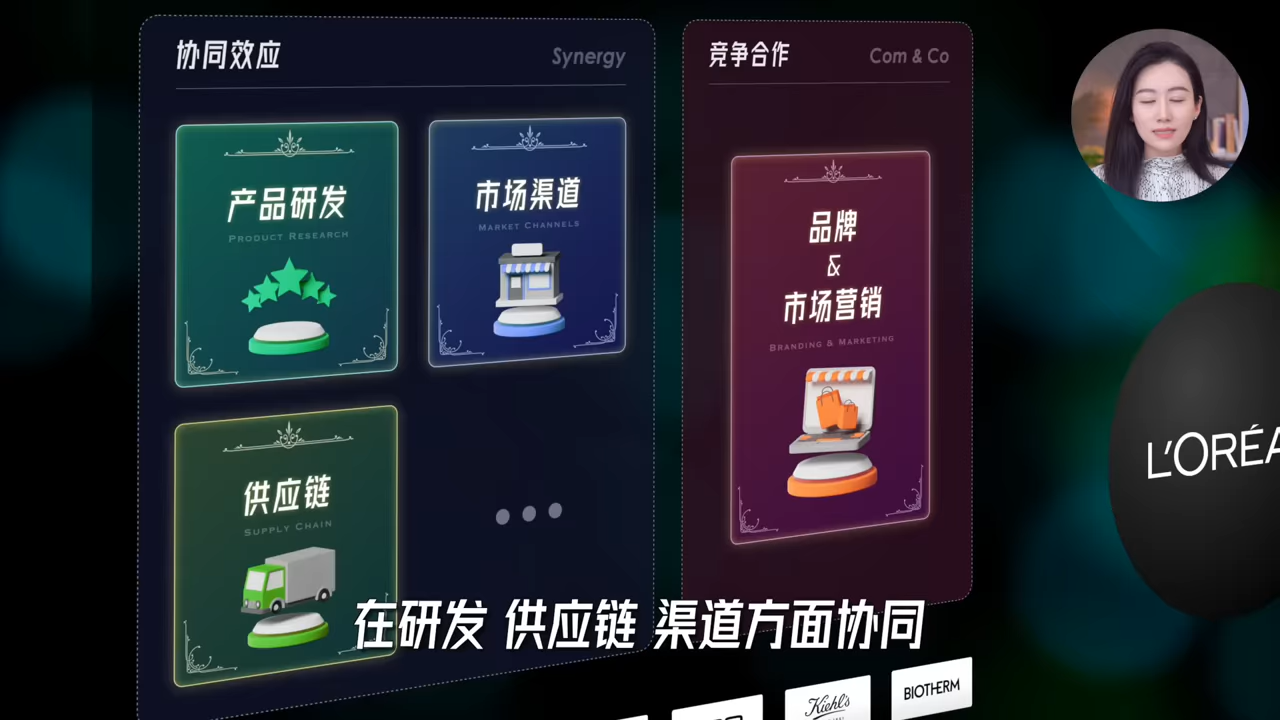 协同效应
Synergy
产品研发
PRODUCT RESEARCH
市场渠道
MARKET CHANNELS
供应链
SUPPLY CHAIN
竞争合作
Com & Co
品牌
&
市场营销
BRANDING & MARKETING
L'ORÉA
在研发 供应链 渠道方面协同
Kiehl's
BIOTHERM